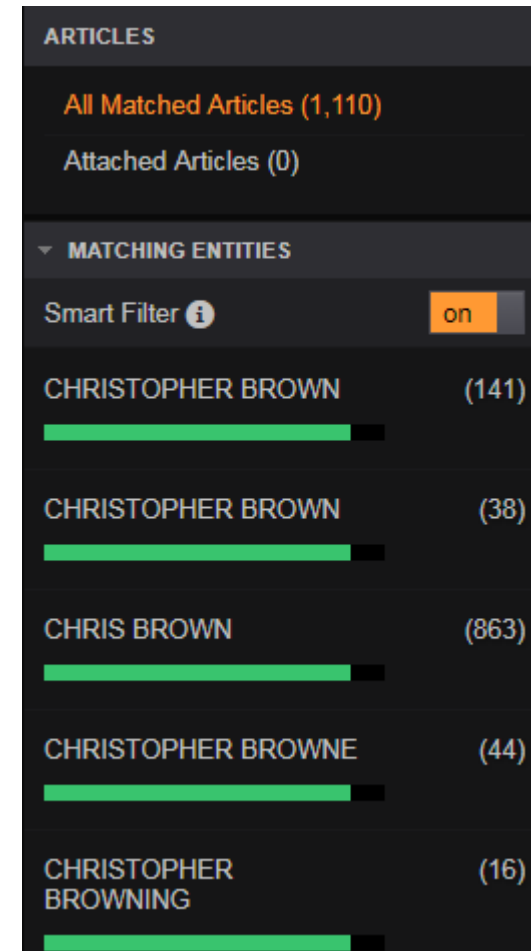 ARTICLES
All Matched Articles (1,110)
Attached Articles (0)
MATCHING ENTITIES
Smart Filter
on
CHRISTOPHER BROWN (141)
CHRISTOPHER BROWN (38)
CHRIS BROWN (863)
CHRISTOPHER BROWNE (44)
CHRISTOPHER (16)
BROWNING